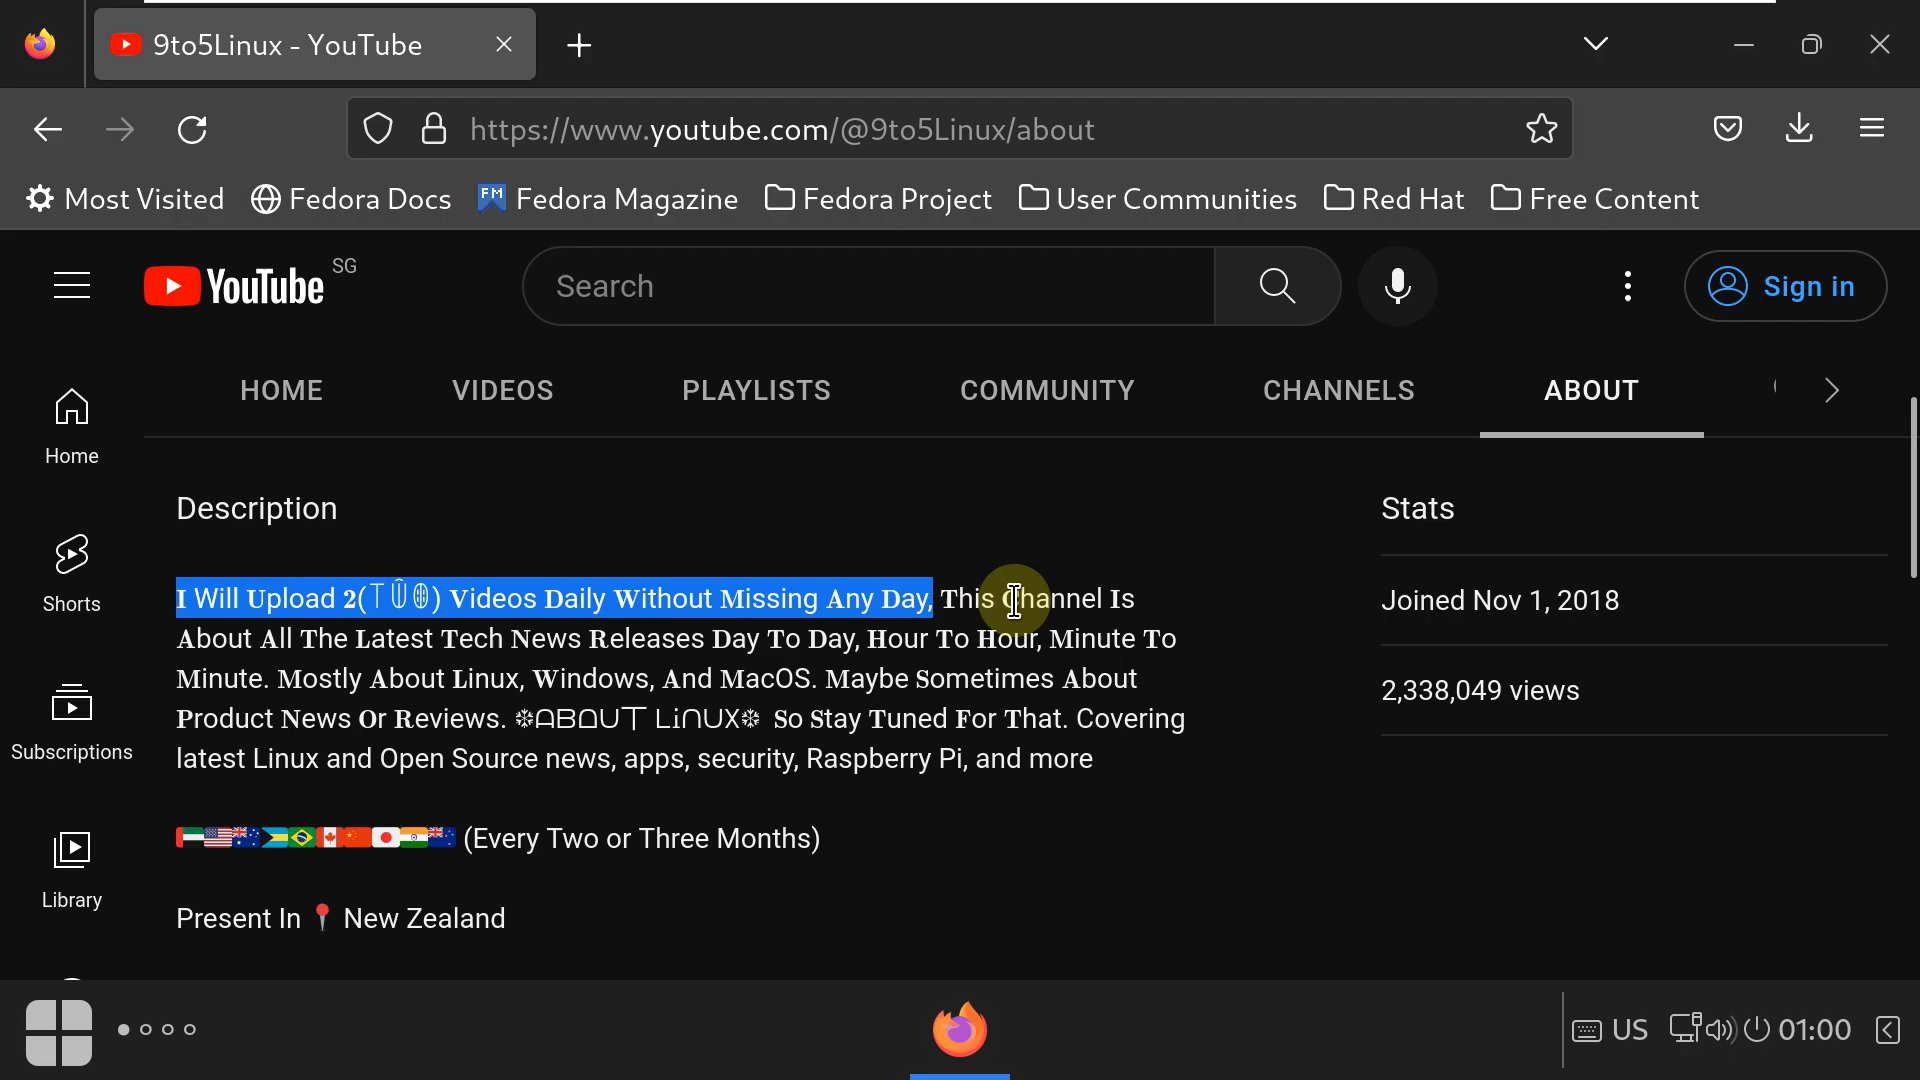 9to5Linux - YouTube
https://www.youtube.com/@9to5Linux/about
Most Visited Fedora Docs Fedora Magazine Fedora Project User Communities Red Hat Free Content
YouTube SG
Search
Sign in
HOME VIDEOS PLAYLISTS COMMUNITY CHANNELS ABOUT
Home
Shorts
Subscriptions
Library
Description
I Will Upload 2(TWO) Videos Daily Without Missing Any Day, This Channel Is
About All The Latest Tech News Releases Day To Day, Hour To Hour, Minute To
Minute. Mostly About Linux, Windows, And MacOS. Maybe Sometimes About
Product News Or Reviews. ❄ABOUT LiNUX❄ So Stay Tuned For That. Covering
latest Linux and Open Source news, apps, security, Raspberry Pi, and more
(Every Two or Three Months)
Present In 📍 New Zealand
Stats
Joined Nov 1, 2018
2,338,049 views
US 01:00